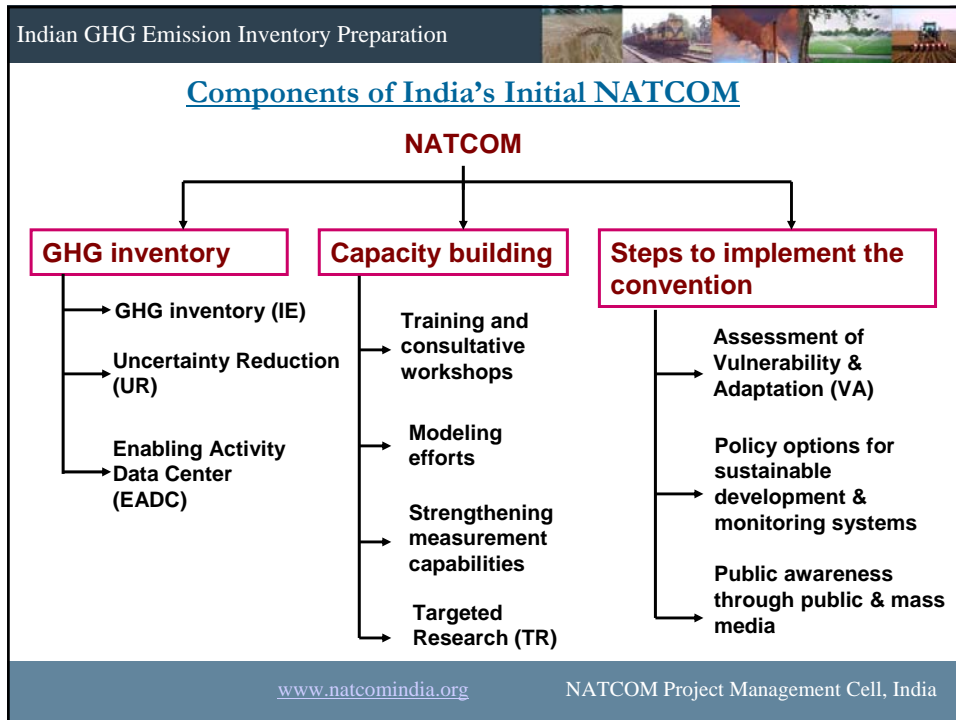 Indian GHG Emission Inventory Preparation
Components of India's Initial NATCOM
NATCOM
GHG inventory
GHG inventory (IE)
Uncertainty Reduction
(UR)
Enabling Activity
Data Center
(EADC)
Capacity building
Training and
consultative
workshops
Modeling
efforts
Strengthening
measurement
capabilities
Targeted
Research (TR)
Steps to implement the
convention
Assessment of
Vulnerability &
Adaptation (VA)
Policy options for
sustainable
development &
monitoring systems
Public awareness
through public & mass
media
www.natcomindia.org
NATCOM Project Management Cell, India